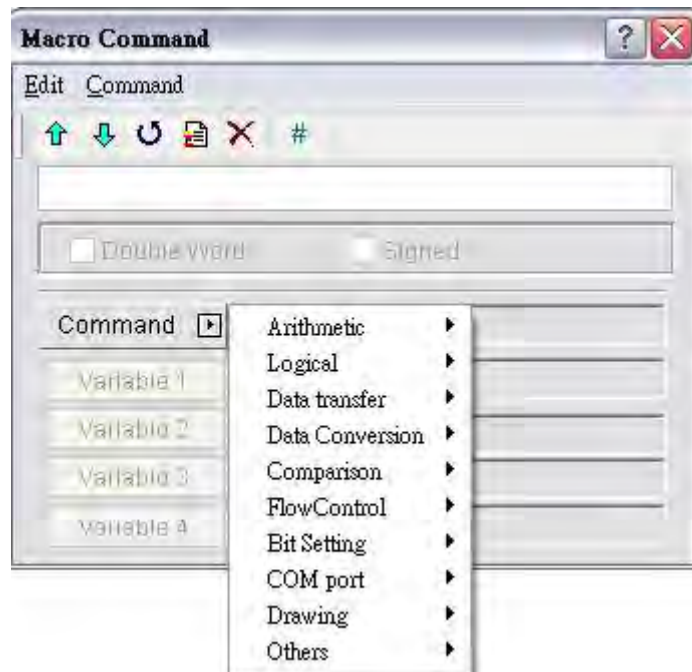 Macro Command ?
Edit Command
#
Double Word Signed
Command
Arithmetic
Logical
Data transfer
Data Conversion
Comparison
FlowControl
Bit Setting
COM port
Drawing
Others
Variable 1
Variable 2
Variable 3
Variable 4